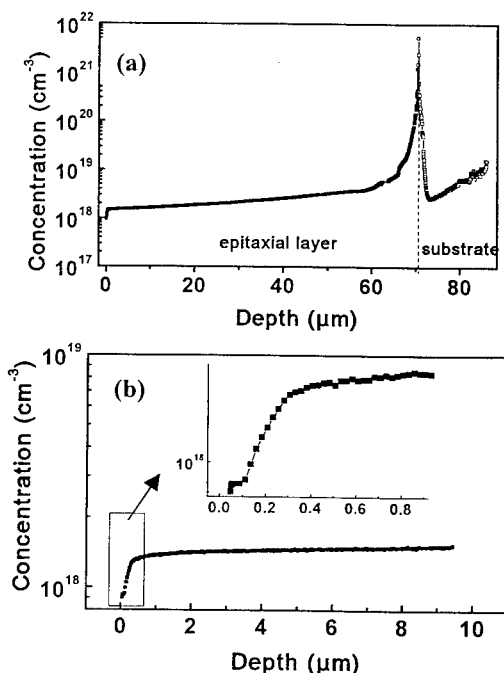 (a)
Concentration (cm⁻³)
10²²
10²¹
10²⁰
10¹⁹
10¹⁸
10¹⁷
epitaxial layer
substrate
0 20 40 60 80
Depth (µm)
(b)
Concentration (cm⁻³)
10¹⁹
10¹⁸
10¹⁸
0.0 0.2 0.4 0.6 0.8
0 2 4 6 8 10
Depth (µm)